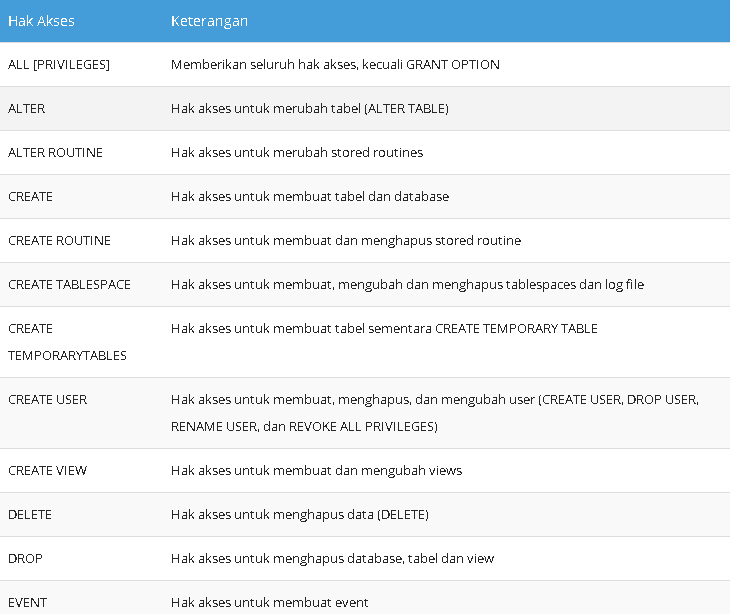 Hak Akses Keterangan
ALL [PRIVILEGES] Memberikan seluruh hak akses, kecuali GRANT OPTION
ALTER Hak akses untuk merubah tabel (ALTER TABLE)
ALTER ROUTINE Hak akses untuk merubah stored routines
CREATE Hak akses untuk membuat tabel dan database
CREATE ROUTINE Hak akses untuk membuat dan menghapus stored routine
CREATE TABLESPACE Hak akses untuk membuat, mengubah dan menghapus tablespaces dan log file
CREATE Hak akses untuk membuat tabel sementara CREATE TEMPORARY TABLE
TEMPORARYTABLES
CREATE USER Hak akses untuk membuat, menghapus, dan mengubah user (CREATE USER, DROP USER,
RENAME USER, dan REVOKE ALL PRIVILEGES)
CREATE VIEW Hak akses untuk membuat dan mengubah views
DELETE Hak akses untuk menghapus data (DELETE)
DROP Hak akses untuk menghapus database, tabel dan view
EVENT Hak akses untuk membuat event